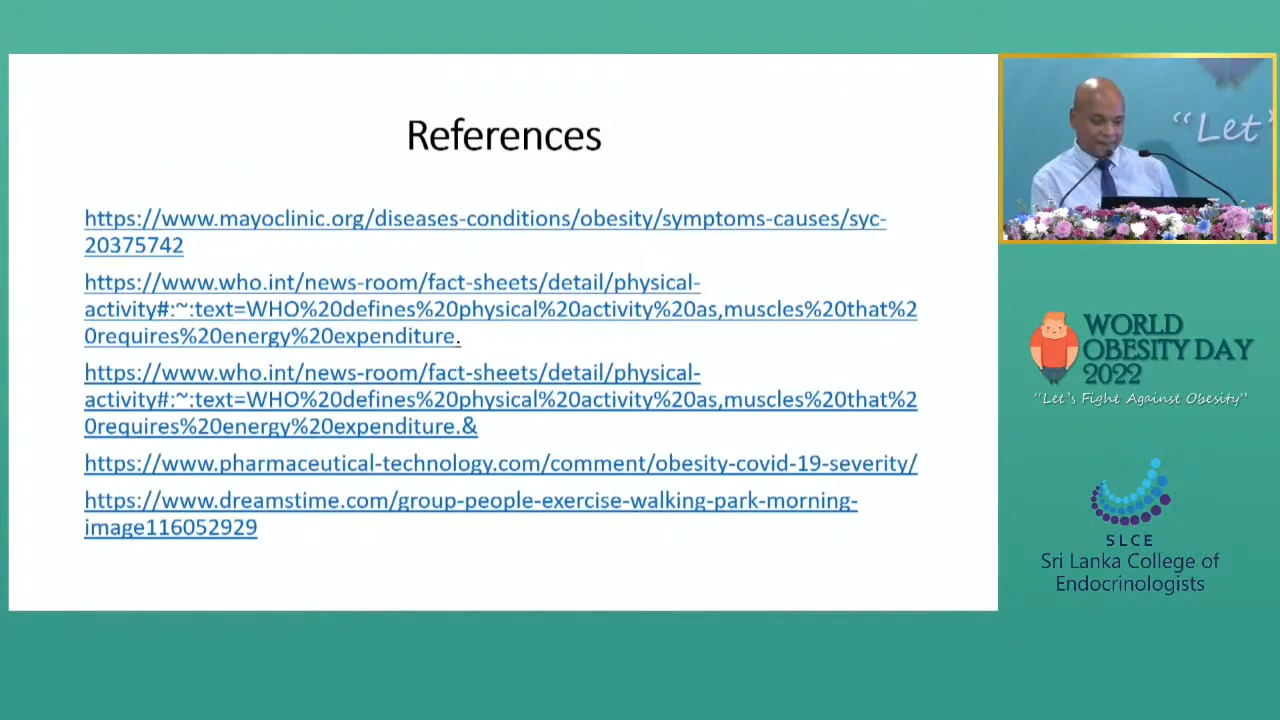 References
https://www.mayoclinic.org/diseases-conditions/obesity/symptoms-causes/syc-
20375742
https://www.who.int/news-room/fact-sheets/detail/physical-
activity#:~:text=WHO%20defines%20physical%20activity%20as,muscles%20that%2
0requires%20energy%20expenditure.
https://www.who.int/news-room/fact-sheets/detail/physical-
activity#:~:text=WHO%20defines%20physical%20activity%20as,muscles%20that%2
0requires%20energy%20expenditure.&
https://www.pharmaceutical-technology.com/comment/obesity-covid-19-severity/
https://www.dreamstime.com/group-people-exercise-walking-park-morning-
image116052929
“Let’
WORLD
OBESITY DAY
2022
“Let’s Fight Against Obesity”
SLCE
Sri Lanka College of
Endocrinologists